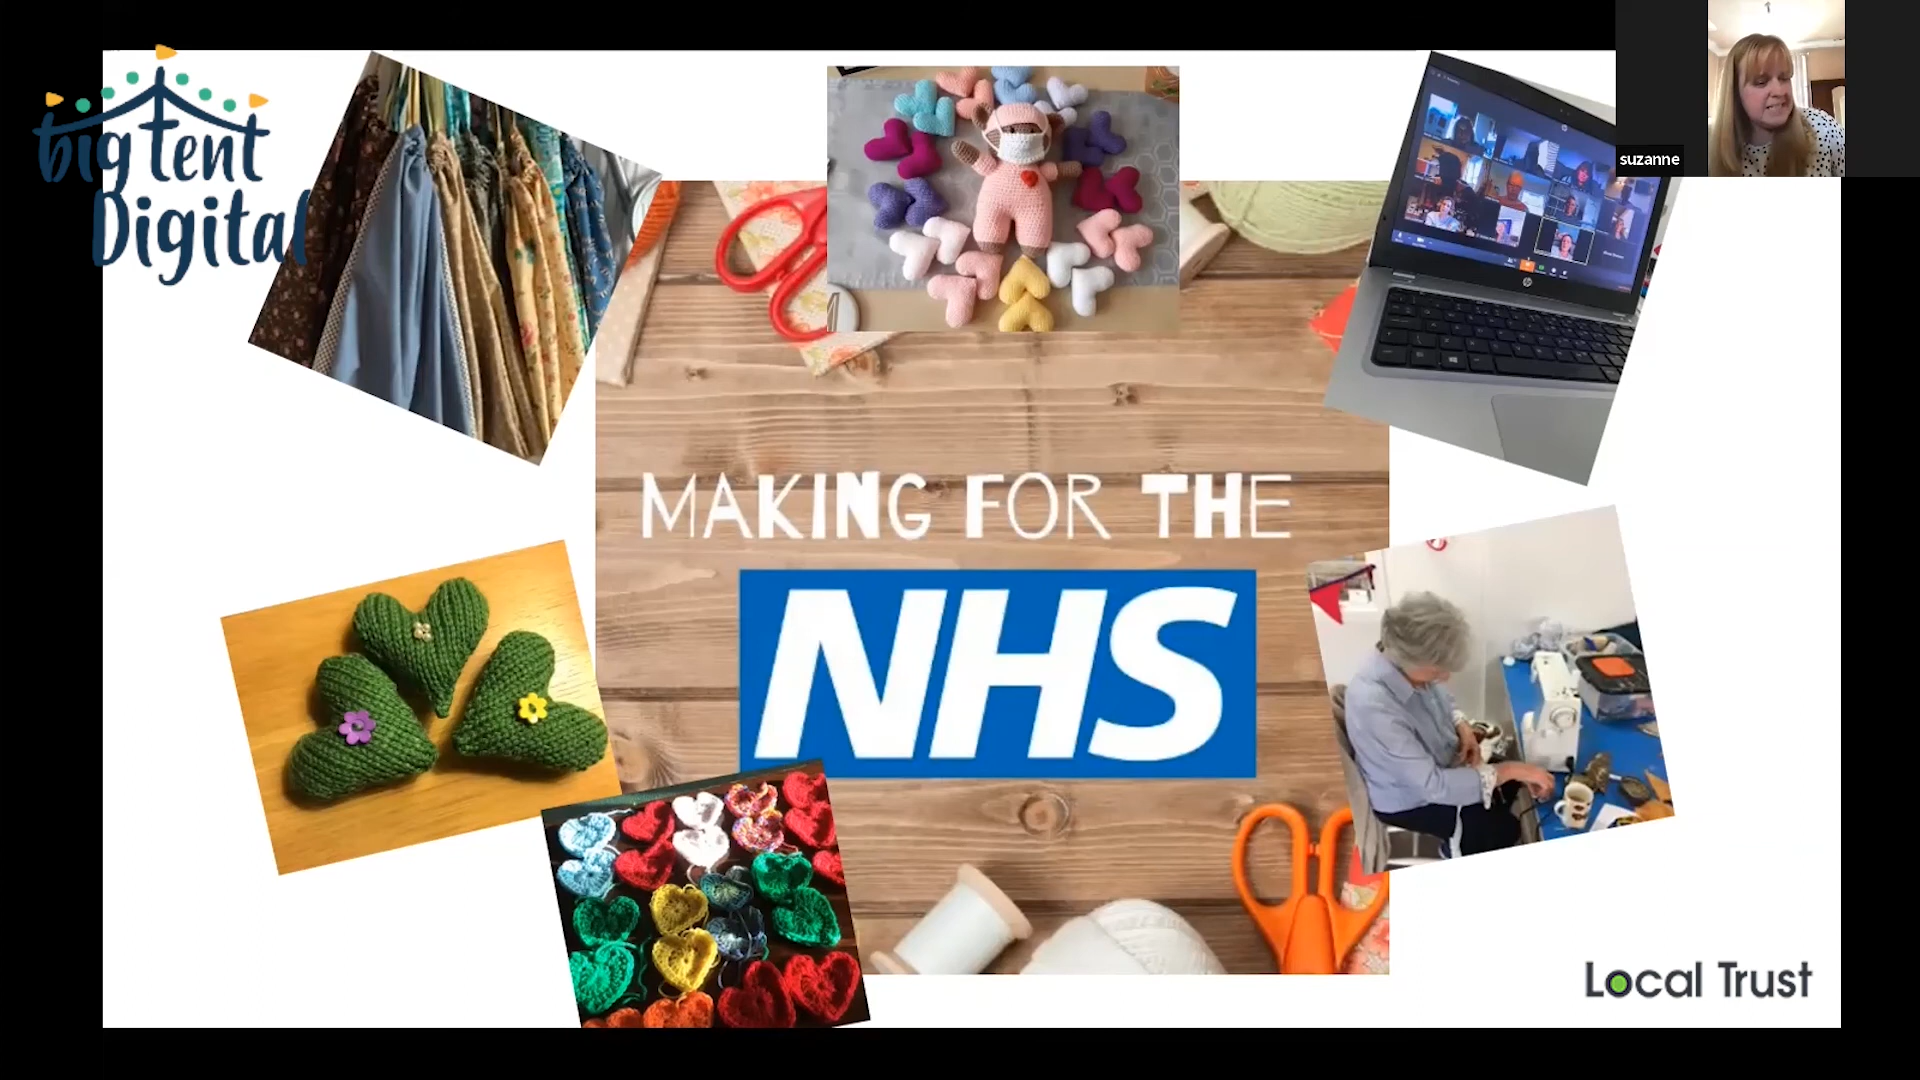 big tent
Digital
suzanne
MAKING FOR THE
NHS
Local Trust